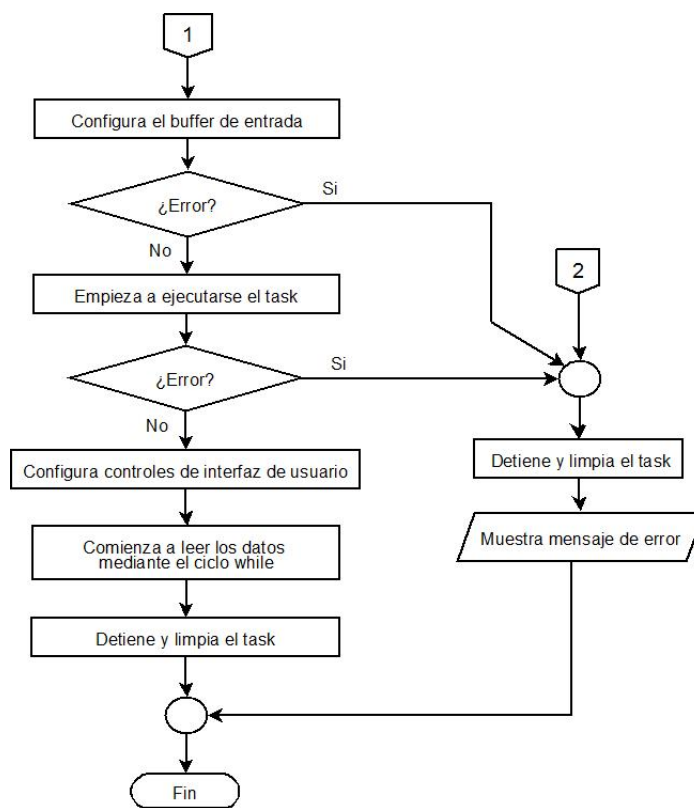 1
Configura el buffer de entrada
¿Error?
Si
No
2
Empieza a ejecutarse el task
¿Error?
Si
No
Configura controles de interfaz de usuario
Detiene y limpia el task
Comienza a leer los datos
mediante el ciclo while
Muestra mensaje de error
Detiene y limpia el task
Fin